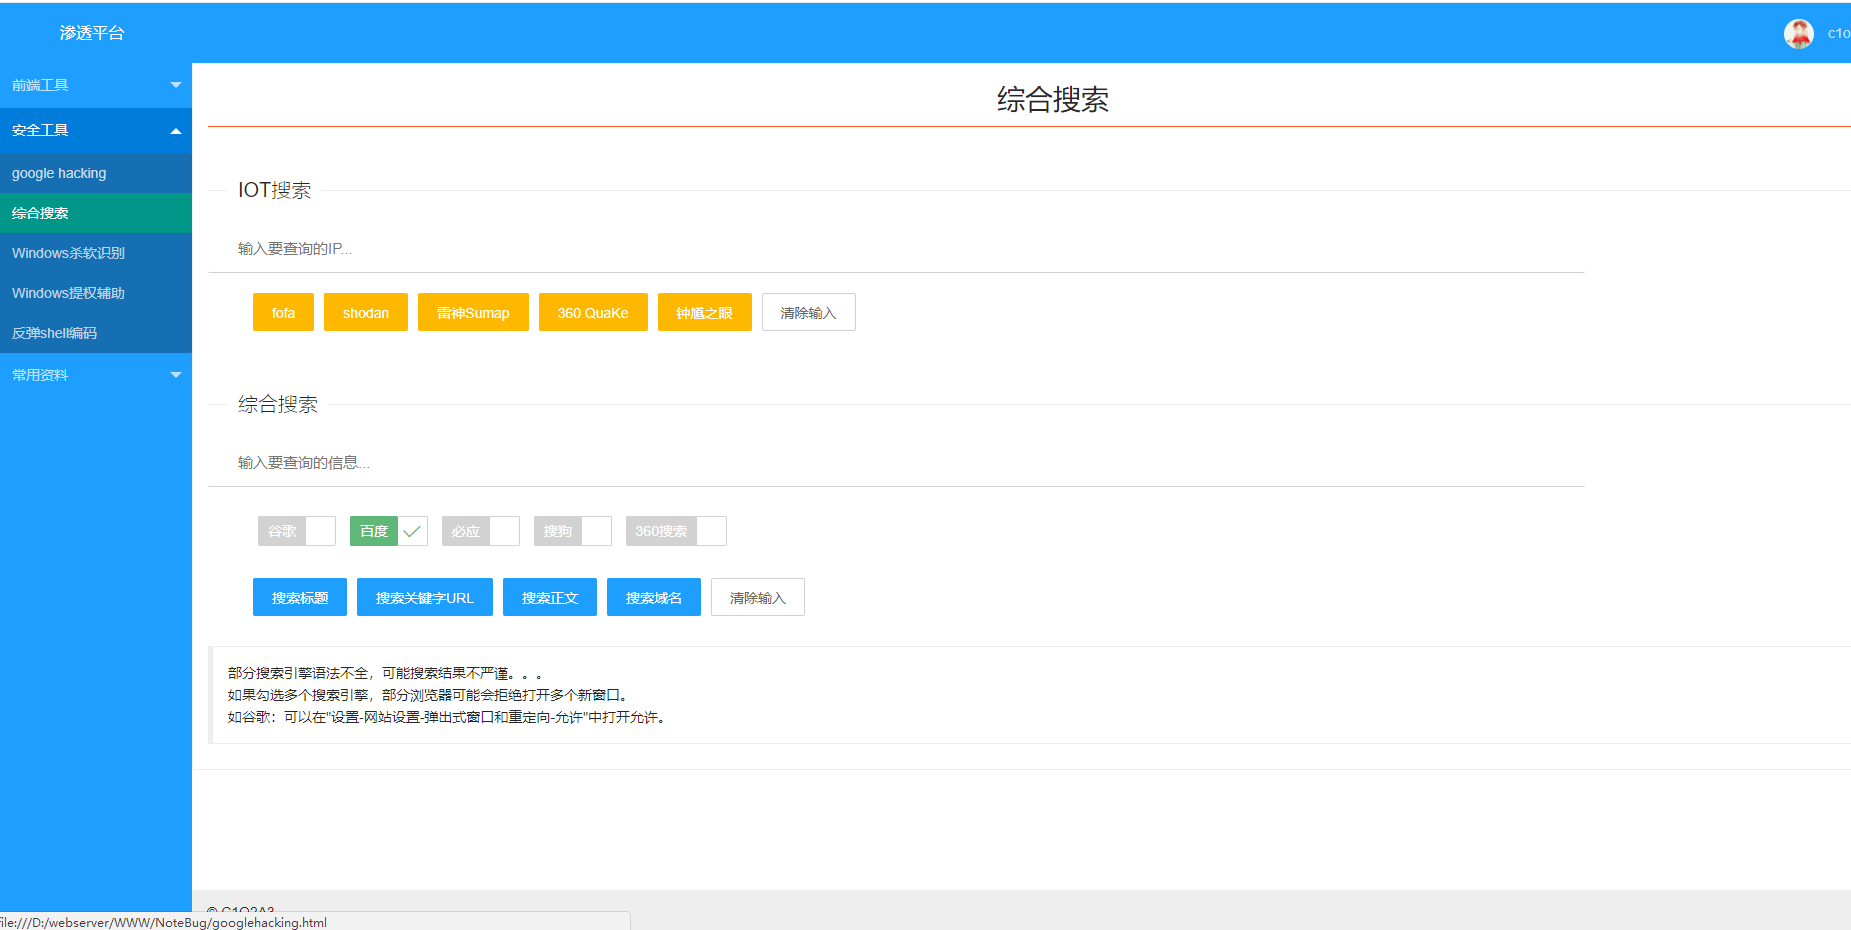 渗透平台
c1o
前端工具
安全工具
google hacking
综合搜索
Windows杀软识别
Windows提权辅助
反弹shell编码
常用资料
综合搜索
IOT搜索
输入要查询的IP...
fofa shodan 雷神Sumap 360 QuaKe 钟馗之眼 清除输入
综合搜索
输入要查询的信息...
谷歌 百度 必应 搜狗 360搜索
搜索标题 搜索关键字URL 搜索正文 搜索域名 清除输入
部分搜索引擎语法不全，可能搜索结果不严谨。。。
如果勾选多个搜索引擎，部分浏览器可能会拒绝打开多个新窗口。
如谷歌：可以在"设置-网站设置-弹出式窗口和重定向-允许"中打开允许。
file:///D:/webserver/WWW/NoteBug/googlehacking.html